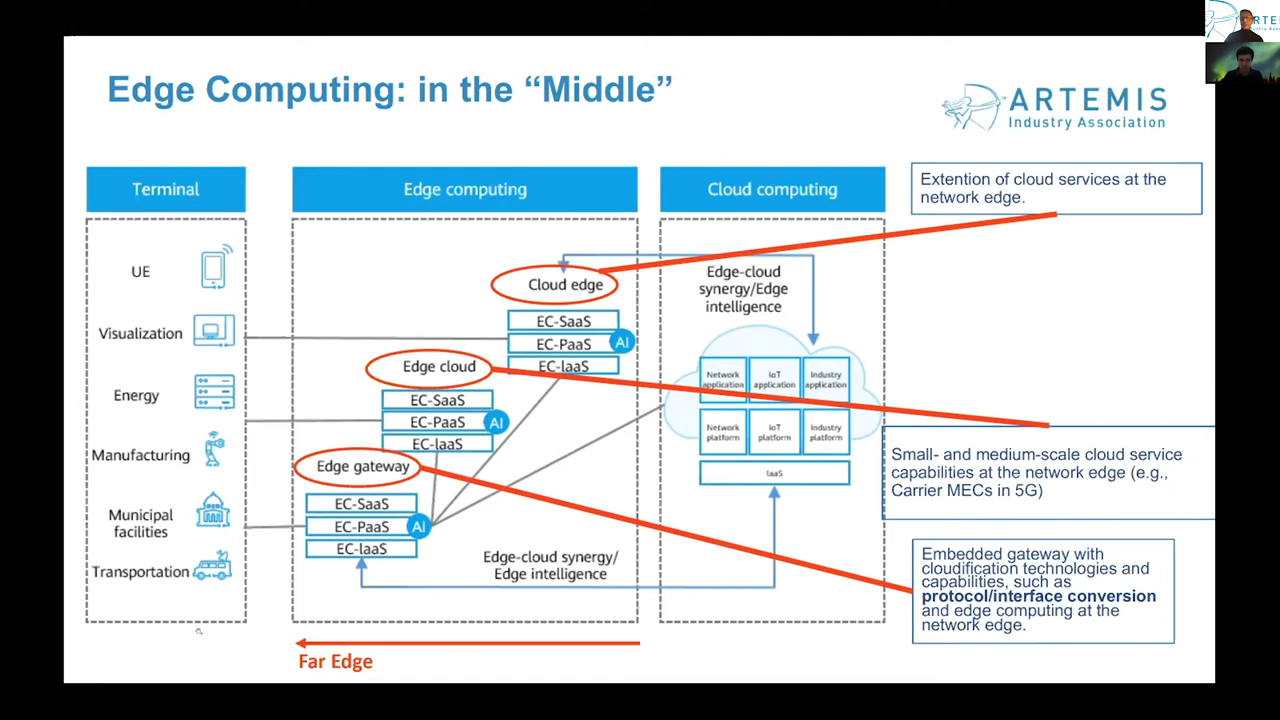 Edge Computing: in the “Middle”
ARTEMIS
Industry Association
Terminal
Edge computing
Cloud computing
Extention of cloud services at the
network edge.
UE
Visualization
Energy
Manufacturing
Municipal
facilities
Transportation
Cloud edge
EC-SaaS
EC-PaaS
AI
EC-IaaS
Edge cloud
EC-SaaS
EC-PaaS
AI
EC-IaaS
Edge gateway
EC-SaaS
EC-PaaS
AI
EC-IaaS
Edge-cloud synergy/
Edge intelligence
Edge-cloud
synergy/Edge
intelligence
Network
application
IoT
application
Industry
application
Network
platform
IoT
platform
Industry
platform
IaaS
Small- and medium-scale cloud service
capabilities at the network edge (e.g.,
Carrier MECs in 5G)
Embedded gateway with
cloudification technologies and
capabilities, such as
protocol/interface conversion
and edge computing at the
network edge.
Far Edge